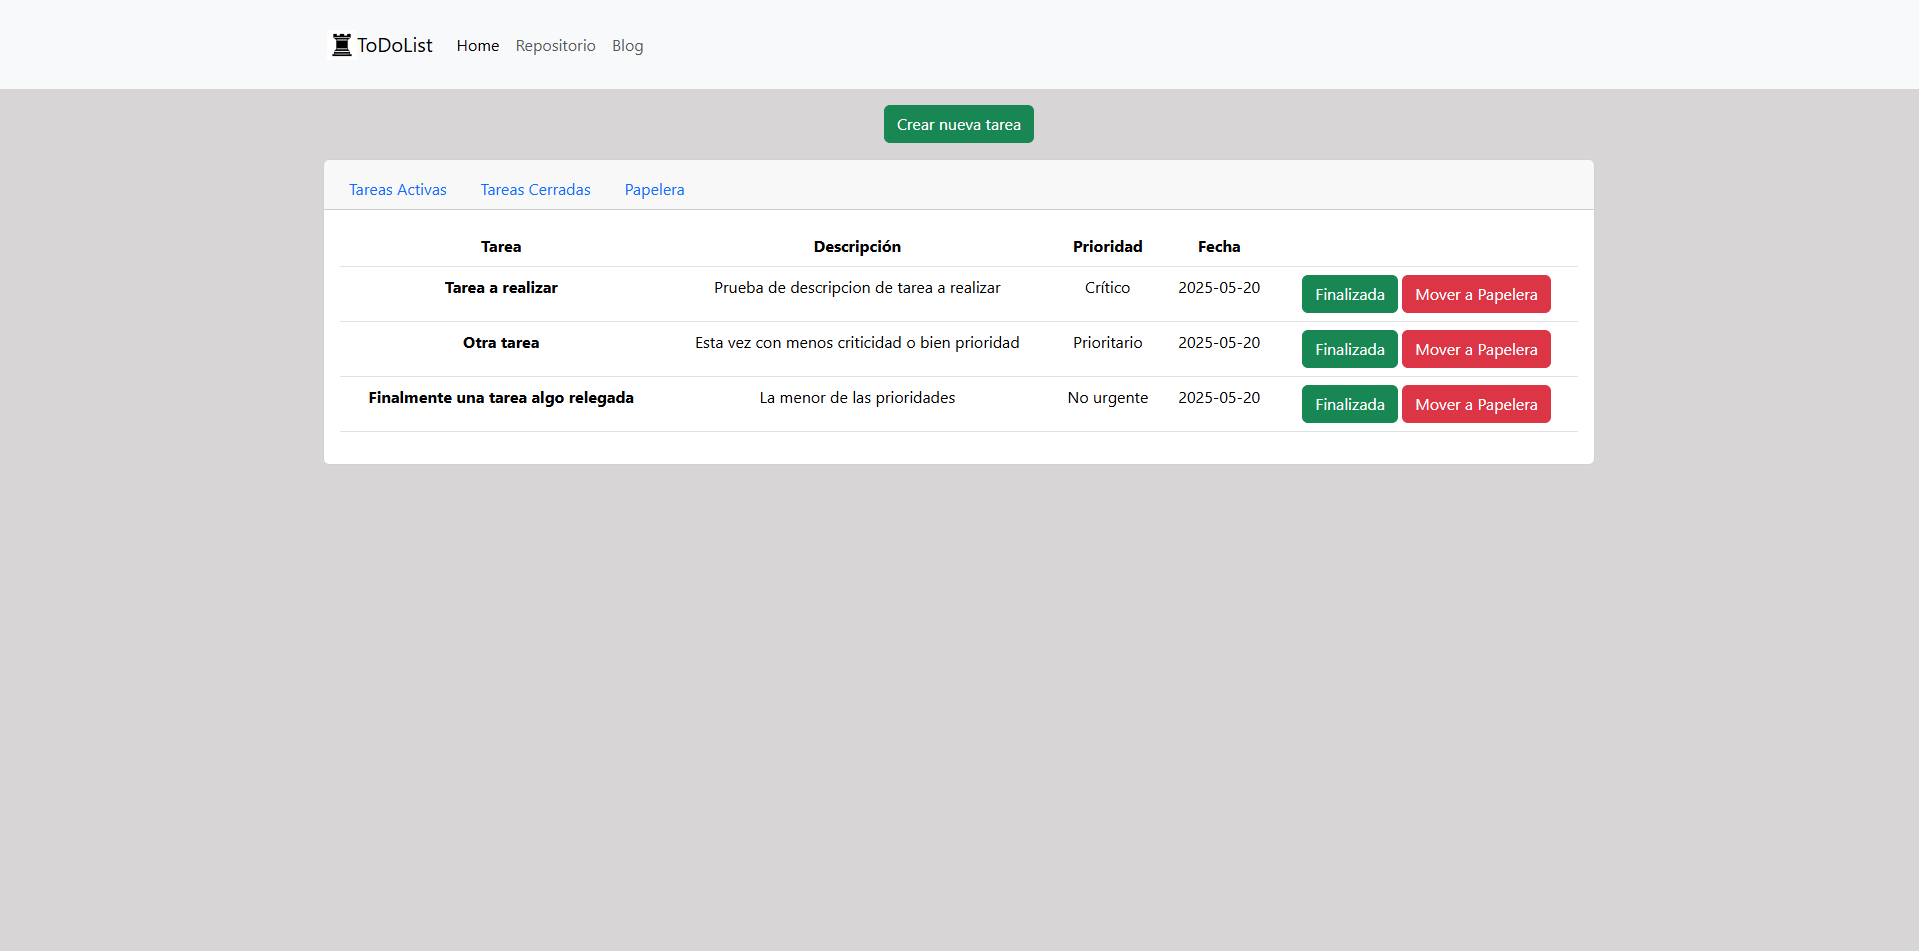 ToDoList Home Repositorio Blog
Crear nueva tarea
Tareas Activas Tareas Cerradas Papelera
Tarea Descripción Prioridad Fecha
Tarea a realizar Prueba de descripcion de tarea a realizar Crítico 2025-05-20 Finalizada Mover a Papelera
Otra tarea Esta vez con menos criticidad o bien prioridad Prioritario 2025-05-20 Finalizada Mover a Papelera
Finalmente una tarea algo relegada La menor de las prioridades No urgente 2025-05-20 Finalizada Mover a Papelera